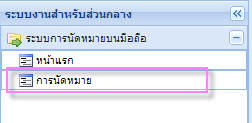 ระบบงานสำหรับส่วนกลาง
ระบบการนัดหมายบนมือถือ
หน้าแรก
การนัดหมาย